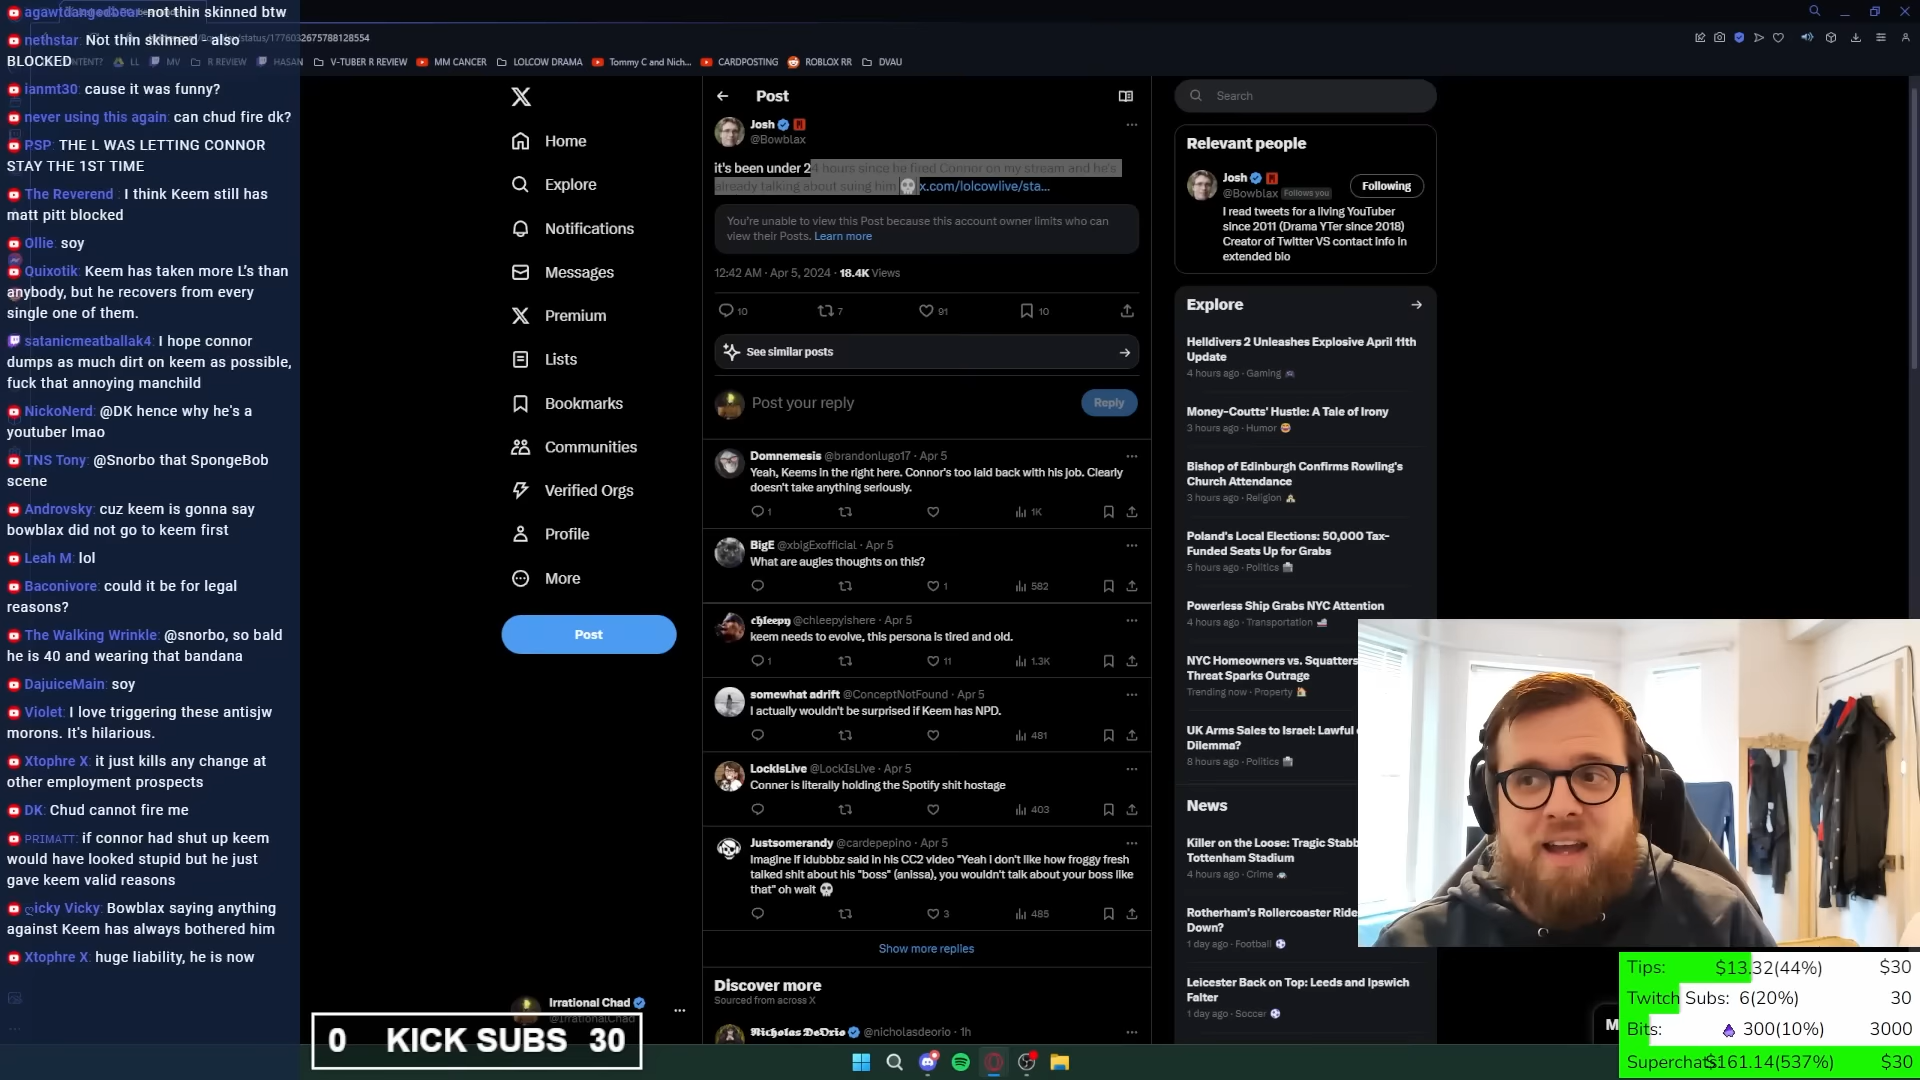 agawtdangedbear: not thin skinned btw
nethstar: Not thin skinned - also
BLOCKED
ianmt30: cause it was funny?
never using this again: can chud fire dk?
PSP: THE L WAS LETTING CONNOR
STAY THE 1ST TIME
The Reverend : I think Keem still has
matt pitt blocked
Ollie: soy
Quixotik: Keem has taken more L's than
anybody, but he recovers from every
single one of them.
satanicmeatballak4: I hope connor
dumps as much dirt on keem as possible,
fuck that annoying manchild
NickoNerd: @DK hence why he's a
youtuber lmao
TNS Tony: @Snorbo that SpongeBob
scene
Androvsky: cuz keem is gonna say
bowblax did not go to keem first
Leah M: lol
Baconivore: could it be for legal
reasons?
The Walking Wrinkle: @snorbo, so bald
he is 40 and wearing that bandana
DajuiceMain: soy
Violet: I love triggering these antisjw
morons. It's hilarious.
Xtophre X: it just kills any change at
other employment prospects
DK: Chud cannot fire me
PRIMATT: if connor had shut up keem
would have looked stupid but he just
gave keem valid reasons
icky Vicky: Bowblax saying anything
against Keem has always bothered him
Xtophre X: huge liability, he is now
/status/1776032675788128554
LL MV R REVIEW HASAN V-TUBER R REVIEW MM CANCER LOLCOW DRAMA Tommy C and Nich... CARDPOSTING ROBLOX RR DVAU
Home
Explore
Notifications
Messages
Premium
Lists
Bookmarks
Communities
Verified Orgs
Profile
More
Post
Irrational Chad
@IrrationalChad
0 KICK SUBS 30
Post
Josh
@Bowblax
it's been under 24 hours since he fired Connor on my stream and he's
already talking about suing him 💀 x.com/lolcowlive/sta...
You're unable to view this Post because this account owner limits who can
view their Posts. Learn more
12:42 AM · Apr 5, 2024 · 18.4K Views
10 7 91 10
See similar posts
Post your reply
Reply
Domnemesis @brandonlugo17 · Apr 5
Yeah, Keems in the right here. Connor's too laid back with his job. Clearly
doesn't take anything seriously.
1 1K
BigE @xbigExofficial · Apr 5
What are augies thoughts on this?
1 582
chleepy @chleepyishere · Apr 5
keem needs to evolve, this persona is tired and old.
1 11 1.3K
somewhat adrift @ConceptNotFound · Apr 5
I actually wouldn't be surprised if Keem has NPD.
481
LockIsLive @LockIsLive · Apr 5
Conner is literally holding the Spotify shit hostage
403
Justsomerandy @cardepepino · Apr 5
Imagine if Idubbbz said in his CC2 video "Yeah I don't like how froggy fresh
talked shit about his "boss" (anissa), you wouldn't talk about your boss like
that" oh wait 💀
3 485
Show more replies
Discover more
Sourced from across X
Nicholas DeOrio @nicholasdeorio · 1h
Search
Relevant people
Josh
@Bowblax Follows you
Following
I read tweets for a living YouTuber
since 2011 (Drama YTer since 2018)
Creator of Twitter VS contact info in
extended bio
Explore
Helldivers 2 Unleashes Explosive April 11th
Update
4 hours ago · Gaming
Money-Coutts' Hustle: A Tale of Irony
3 hours ago · Humor
Bishop of Edinburgh Confirms Rowling's
Church Attendance
3 hours ago · Religion
Poland's Local Elections: 50,000 Tax-
Funded Seats Up for Grabs
5 hours ago · Politics
Powerless Ship Grabs NYC Attention
4 hours ago · Transportation
NYC Homeowners vs. Squatters
Threat Sparks Outrage
Trending now · Property
UK Arms Sales to Israel: Lawful
Dilemma?
8 hours ago · Politics
News
Killer on the Loose: Tragic Stabb
Tottenham Stadium
4 hours ago · Crime
Rotherham's Rollercoaster Ride
Down?
1 day ago · Football
Leicester Back on Top: Leeds and Ipswich
Falter
1 day ago · Soccer
M
Tips: $13.32(44%) $30
Twitch Subs: 6(20%) 30
Bits: 300(10%) 3000
Superchats $161.14(537%) $30